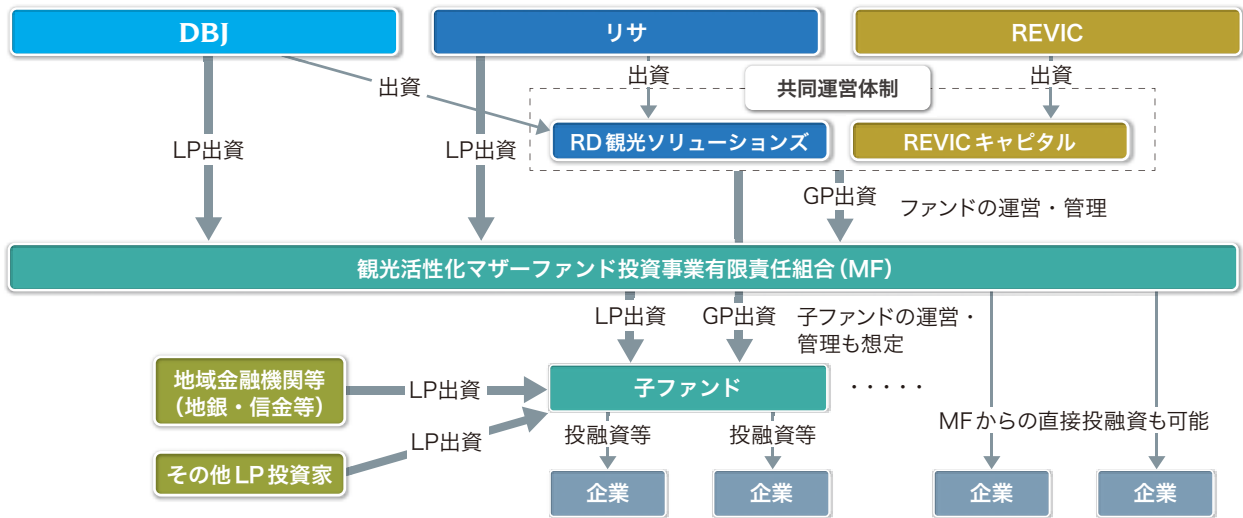 DBJ
リサ
REVIC
出資
出資
出資
共同運営体制
LP出資
LP出資
RD観光ソリューションズ
REVICキャピタル
GP出資
ファンドの運営・管理
観光活性化マザーファンド投資事業有限責任組合（MF）
LP出資
GP出資
子ファンドの運営・
管理も想定
地域金融機関等
（地銀・信金等）
LP出資
子ファンド
・・・・・
LP出資
投融資等
投融資等
MFからの直接投融資も可能
その他LP投資家
企業
企業
企業
企業